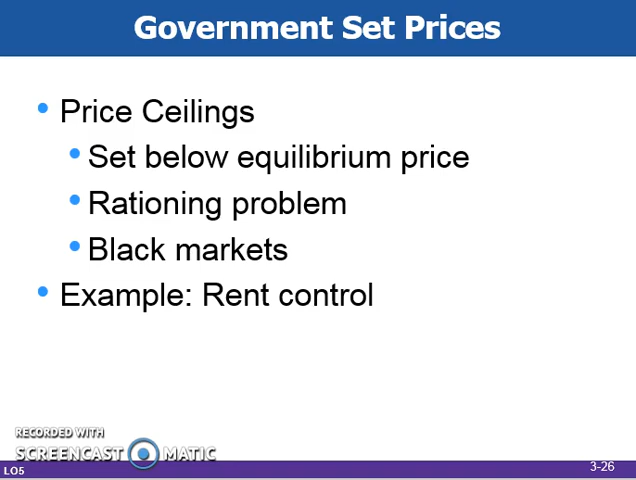 Government Set Prices
• Price Ceilings
• Set below equilibrium price
• Rationing problem
• Black markets
• Example: Rent control
RECORDED WITH
SCREENCAST MATIC
LO5
3-26